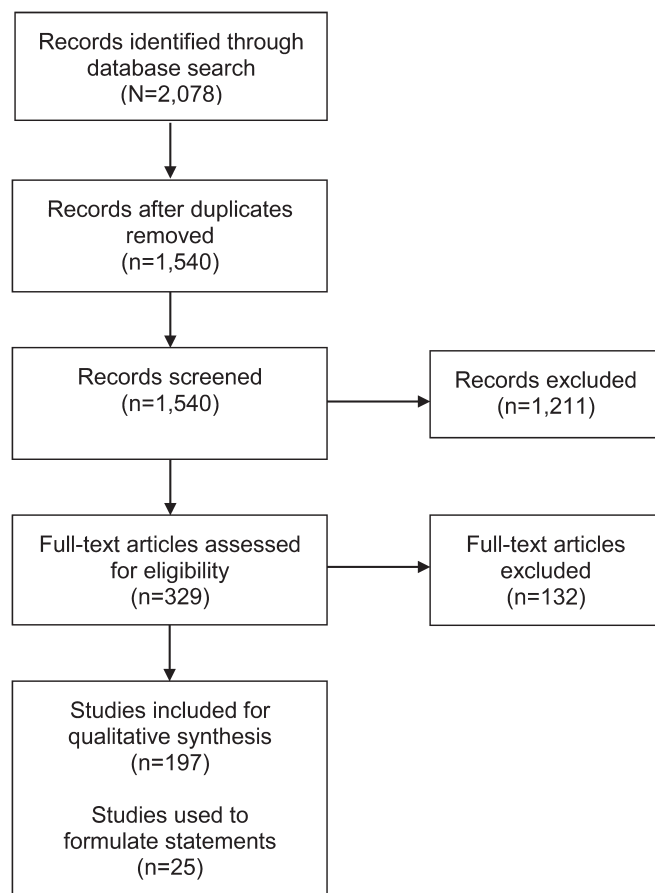 Records identified through
database search
(N=2,078)
Records after duplicates
removed
(n=1,540)
Records screened
(n=1,540)
Records excluded
(n=1,211)
Full-text articles assessed
for eligibility
(n=329)
Full-text articles
excluded
(n=132)
Studies included for
qualitative synthesis
(n=197)
Studies used to
formulate statements
(n=25)